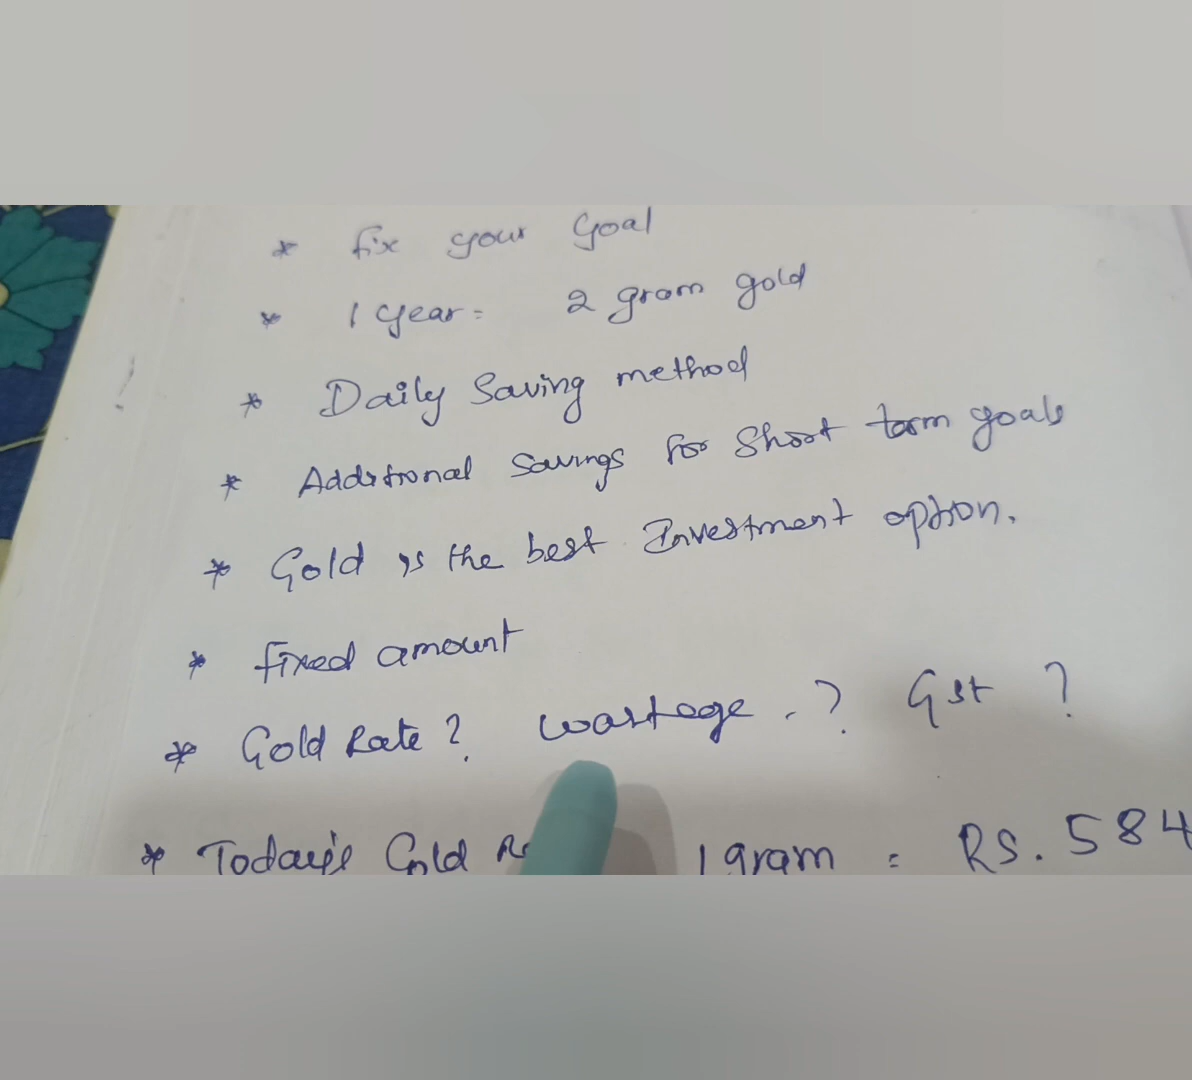 * fix your Goal
* 1 year = 2 gram gold
* Daily Saving method
* Additional Savings for Short term goals
* Gold is the best Investment option.
* fixed amount
* Gold Rate ? wastage . ? Gst ?
* Today's Gold 1 gram = RS. 584